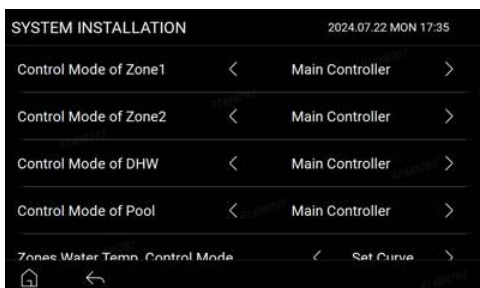 SYSTEM INSTALLATION 2024.07.22 MON 17:35
Control Mode of Zone1 < Main Controller >
Control Mode of Zone2 < Main Controller >
Control Mode of DHW < Main Controller >
Control Mode of Pool < Main Controller >
Zones Water Temp. Control Mode < Set Curve >